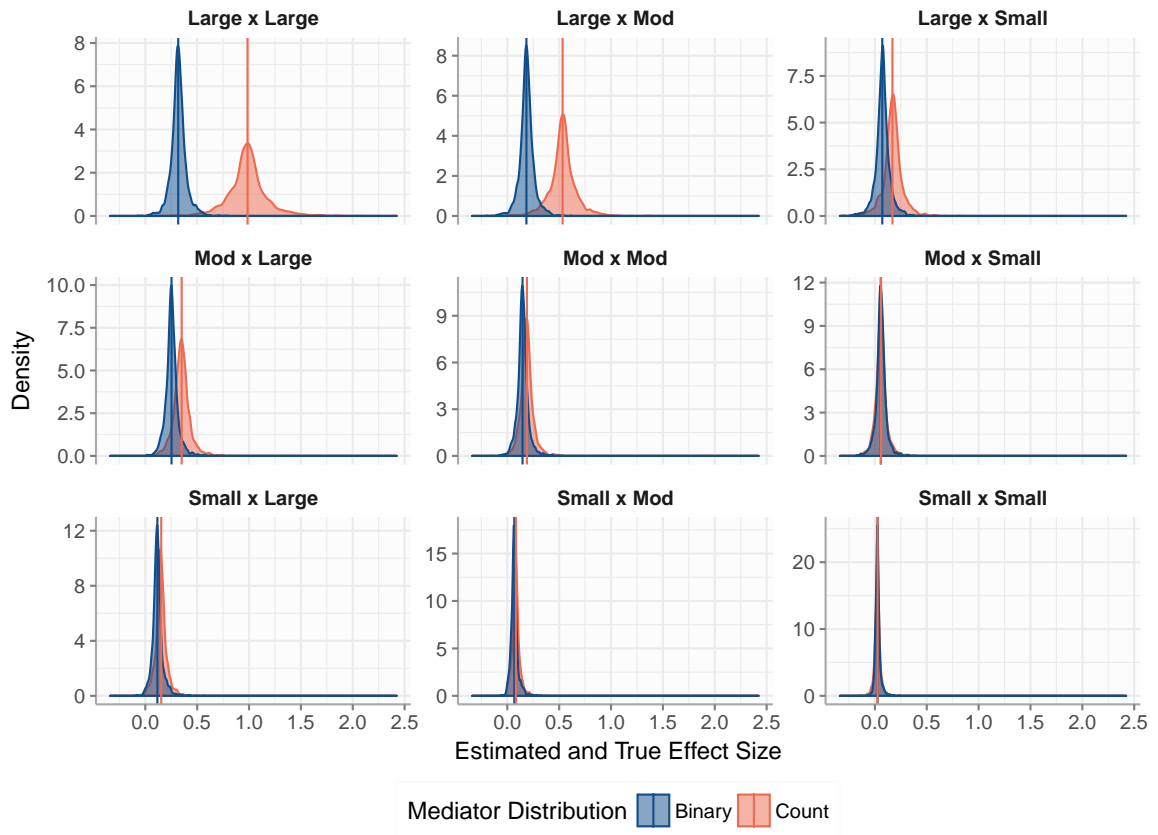 Large x Large
Large x Mod
Large x Small
8
6
4
2
0
8
6
4
2
0
7.5
5.0
2.5
0.0
Mod x Large
Mod x Mod
Mod x Small
Density
10.0
7.5
5.0
2.5
0.0
9
6
3
0
12
9
6
3
0
Small x Large
Small x Mod
Small x Small
12
8
4
0
15
10
5
0
20
10
0
0.0 0.5 1.0 1.5 2.0 2.5
0.0 0.5 1.0 1.5 2.0 2.5
0.0 0.5 1.0 1.5 2.0 2.5
Estimated and True Effect Size
Mediator Distribution Binary Count